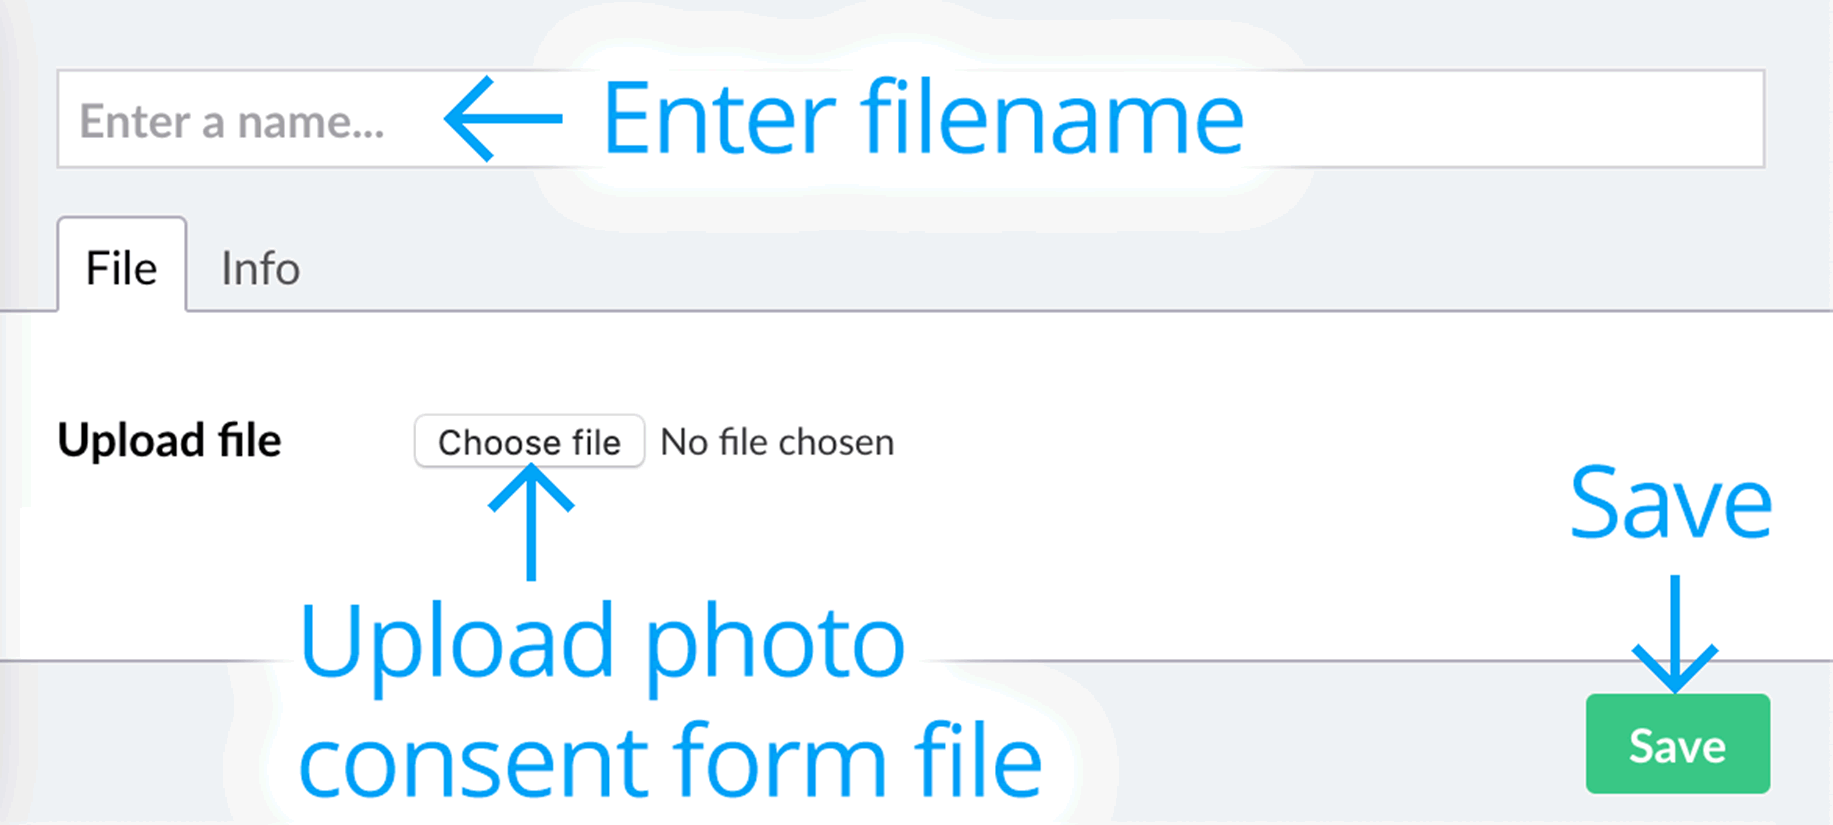 Enter a name...
Enter filename
File
Info
Upload file
Choose file
No file chosen
Save
Upload photo
consent form file
Save